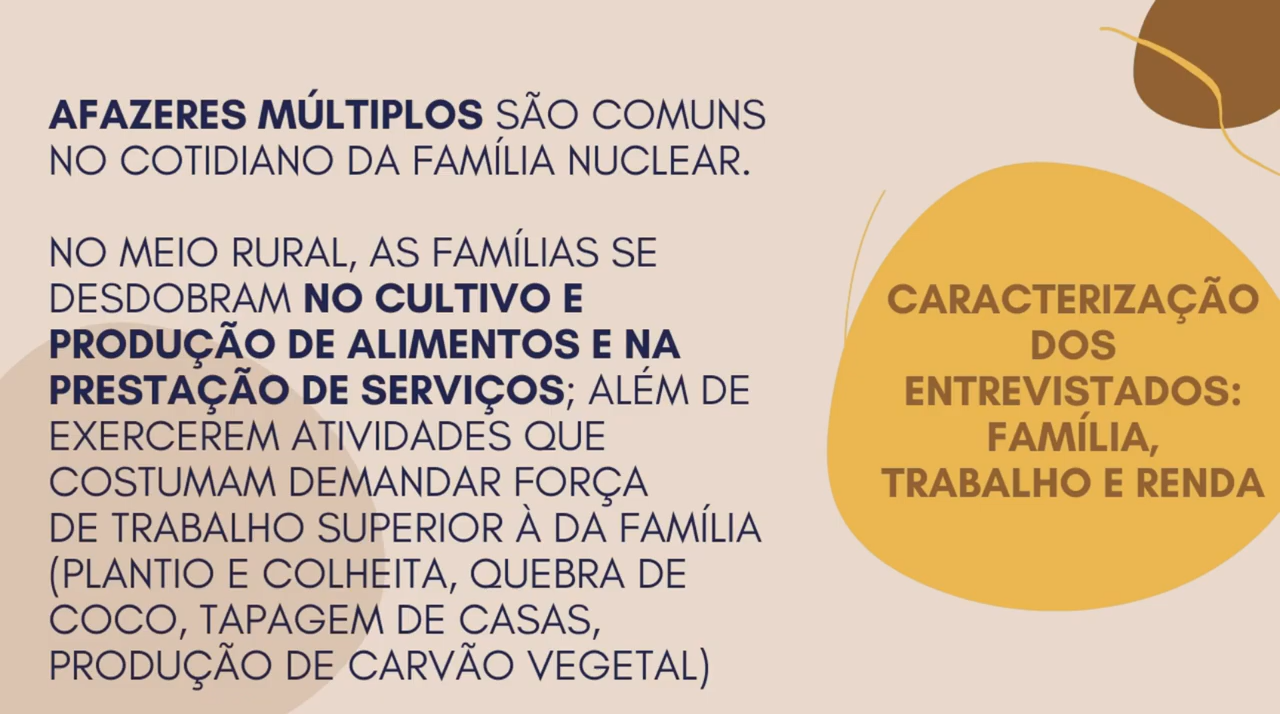 AFAZERES MÚLTIPLOS SÃO COMUNS
NO COTIDIANO DA FAMÍLIA NUCLEAR.
NO MEIO RURAL, AS FAMÍLIAS SE
DESDOBRAM NO CULTIVO E
PRODUÇÃO DE ALIMENTOS E NA
PRESTAÇÃO DE SERVIÇOS; ALÉM DE
EXERCEREM ATIVIDADES QUE
COSTUMAM DEMANDAR FORÇA
DE TRABALHO SUPERIOR À DA FAMÍLIA
(PLANTIO E COLHEITA, QUEBRA DE
COCO, TAPAGEM DE CASAS,
PRODUÇÃO DE CARVÃO VEGETAL)
CARACTERIZAÇÃO
DOS
ENTREVISTADOS:
FAMÍLIA,
TRABALHO E RENDA